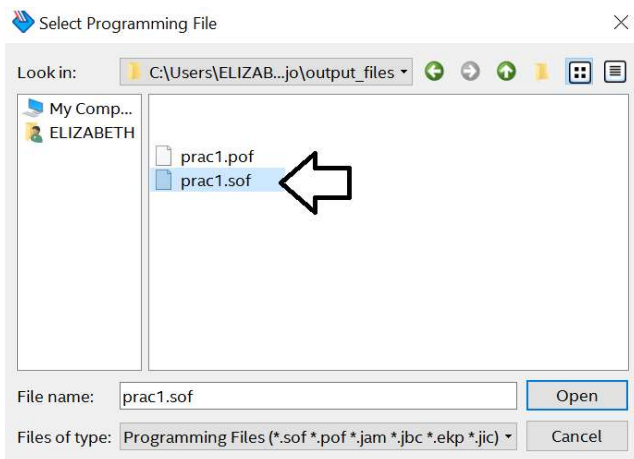 Select Programming File
Look in: C:\Users\ELIZAB...jo\output_files
My Comp...
ELIZABETH
prac1.pof
prac1.sof
File name: prac1.sof Open
Files of type: Programming Files (*.sof *.pof *.jam *.jbc *.ekp *.jic) Cancel